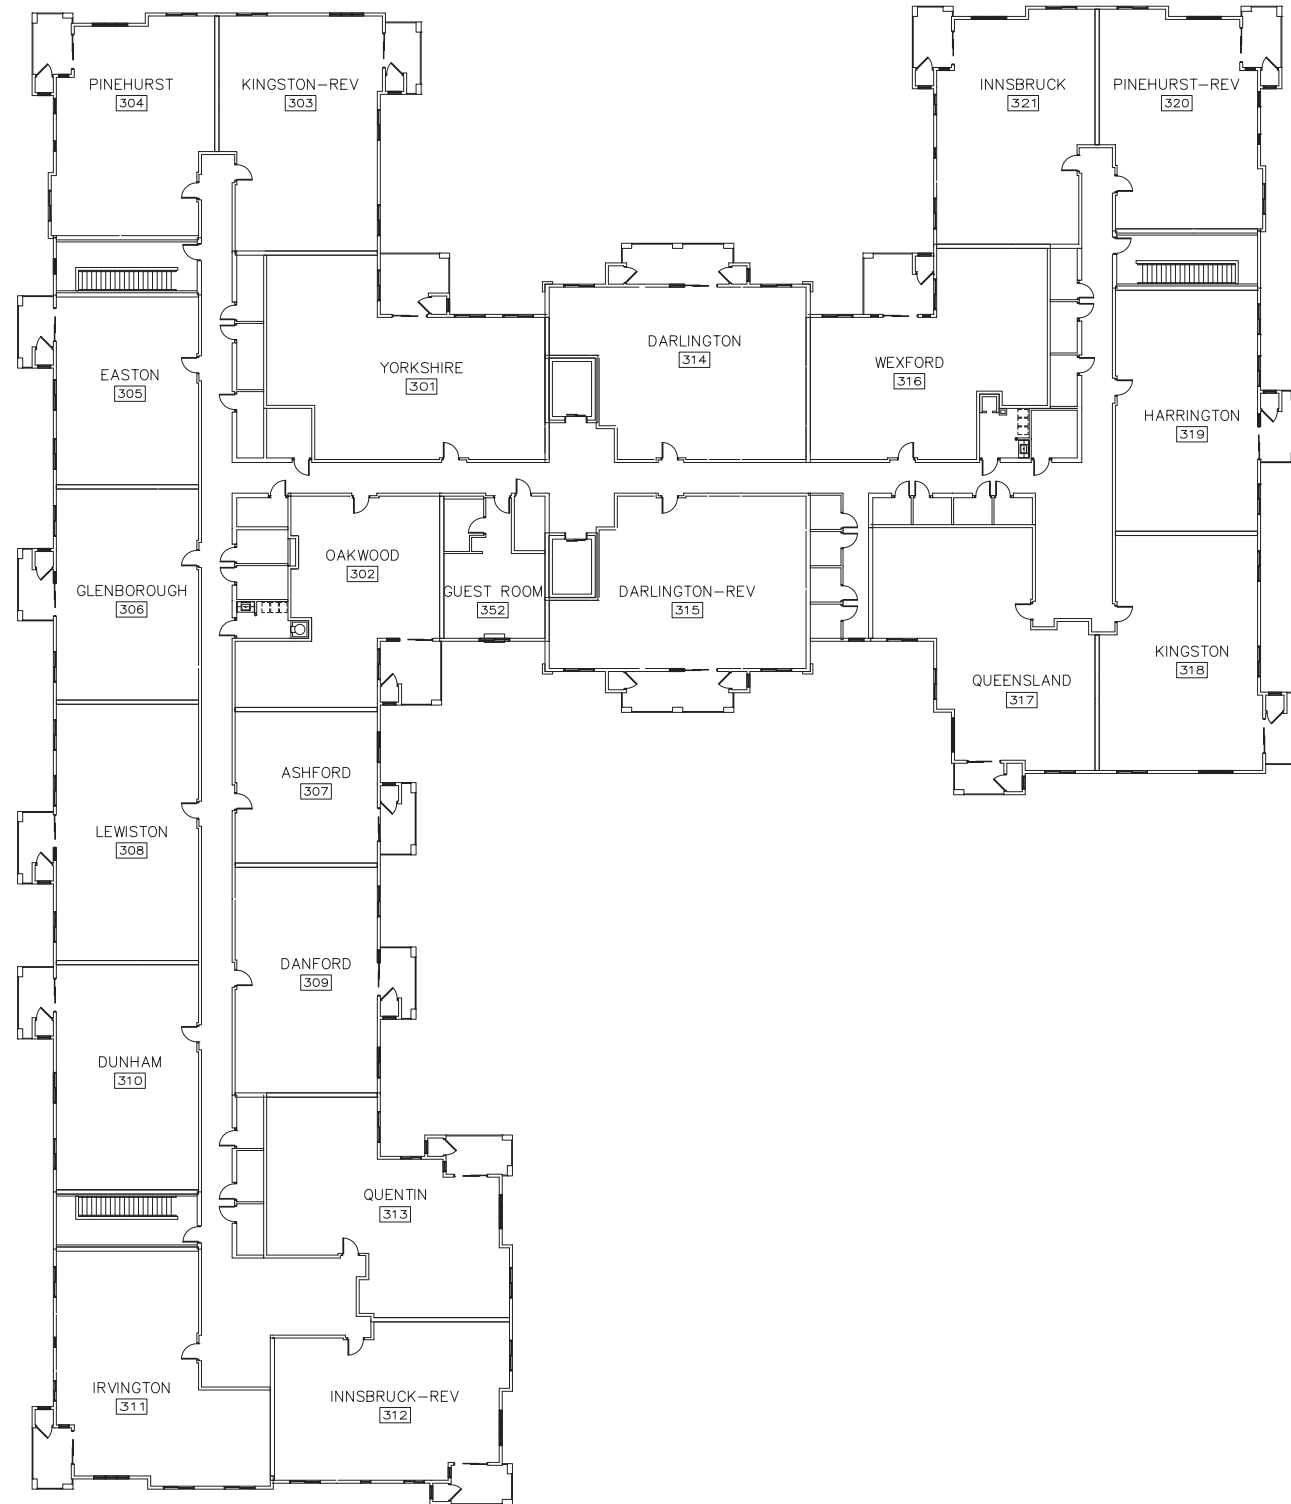 PINEHURST
304
KINGSTON-REV
303
INNSBRUCK
321
PINEHURST-REV
320
EASTON
305
YORKSHIRE
301
DARLINGTON
314
WEXFORD
316
HARRINGTON
319
GLENBOROUGH
306
OAKWOOD
302
GUEST ROOM
352
DARLINGTON-REV
315
QUEENSLAND
317
KINGSTON
318
LEWISTON
308
ASHFORD
307
DANFORD
309
DUNHAM
310
QUENTIN
313
IRVINGTON
311
INNSBRUCK-REV
312